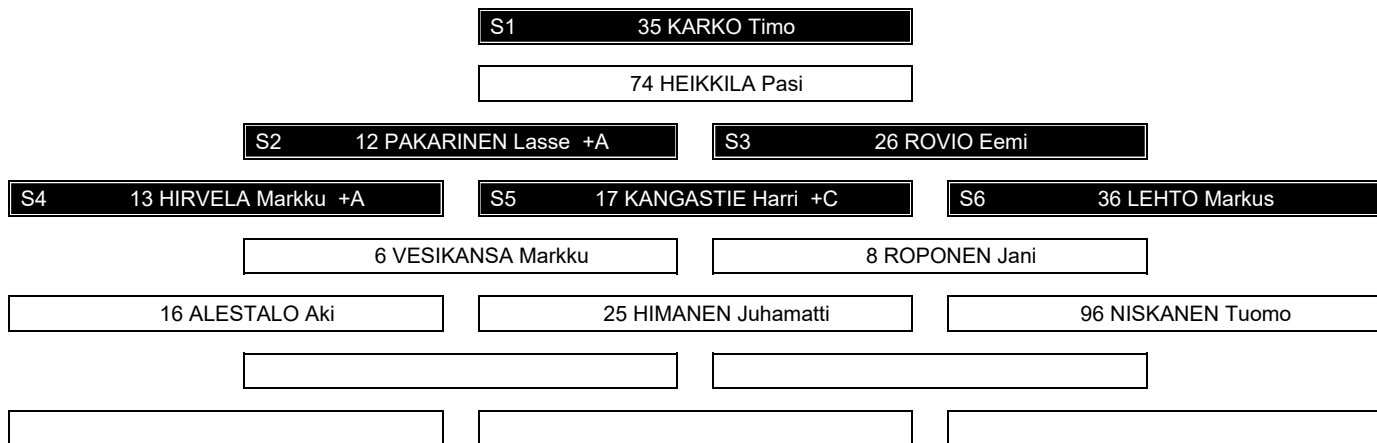 S1 35 KARKO Timo
74 HEIKKILA Pasi
S2 12 PAKARINEN Lasse +A S3 26 ROVIO Eemi
S4 13 HIRVELA Markku +A S5 17 KANGASTIE Harri +C S6 36 LEHTO Markus
6 VESIKANSA Markku 8 ROPONEN Jani
16 ALESTALO Aki 25 HIMANEN Juhamatti 96 NISKANEN Tuomo